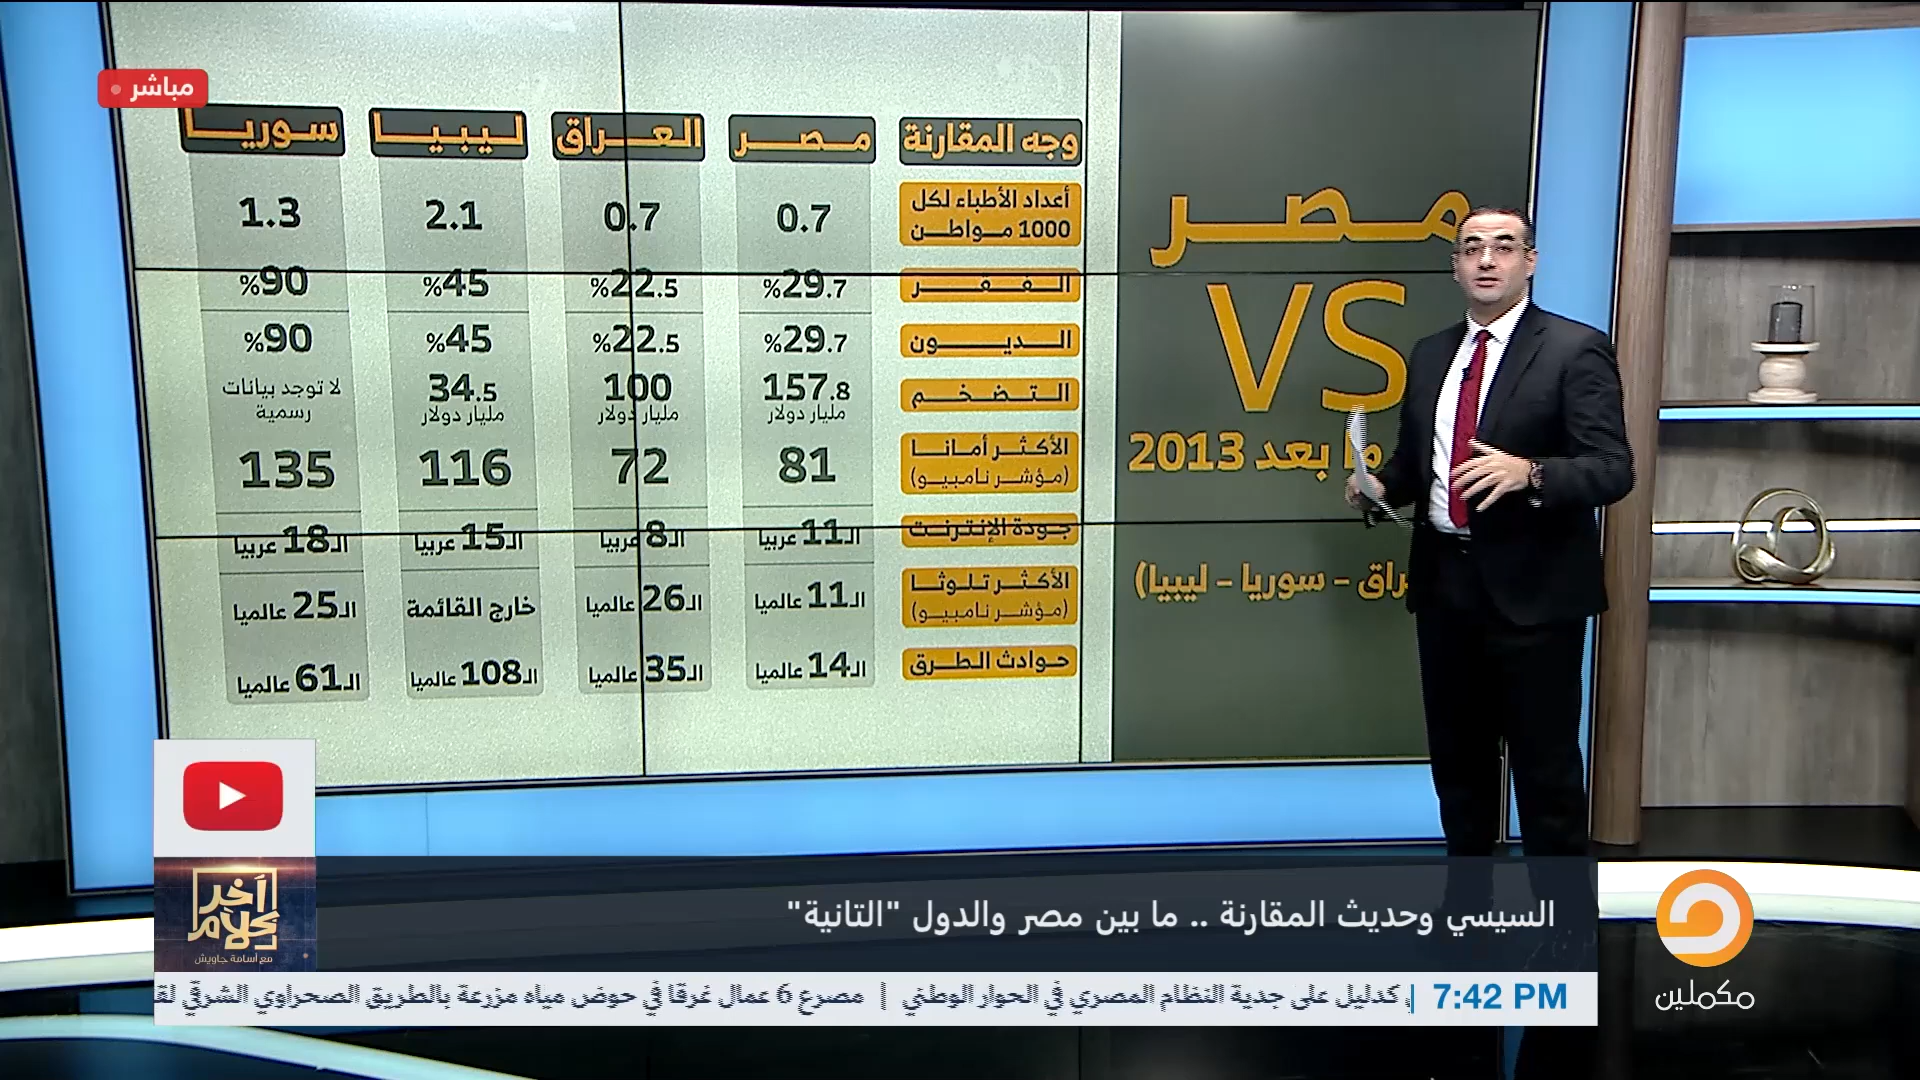 مباشر
وجه المقارنة مصر العراق ليبيا سوريا
أعداد الأطباء لكل
1000 مواطن
0.7 0.7 2.1 1.3
الفقر %29.7 %22.5 %45 %90
الديون %29.7 %22.5 %45 %90
التضخم 157.8 100 34.5 لا توجد بيانات
مليار دولار مليار دولار مليار دولار رسمية
الأكثر أمانا
(مؤشر نامبيو)
81 72 116 135
جودة الإنترنت الـ11 عربيا الـ8 عربيا الـ15 عربيا الـ18 عربيا
الأكثر تلوثا
(مؤشر نامبيو)
الـ11 عالميا الـ26 عالميا خارج القائمة الـ25 عالميا
حوادث الطرق الـ14 عالميا الـ35 عالميا الـ108 عالميا الـ61 عالميا
مصر
VS
ما بعد 2013
سوريا - ليبيا)
السيسي وحديث المقارنة .. ما بين مصر والدول "التانية"
آخر
كلام
مع أسامة جاويش
7:42 PM
كدليل على جدية النظام المصري في الحوار الوطني | مصرع 6 عمال غرقا في حوض مياه مزرعة بالطريق الصحراوي الشرقي
مكملين